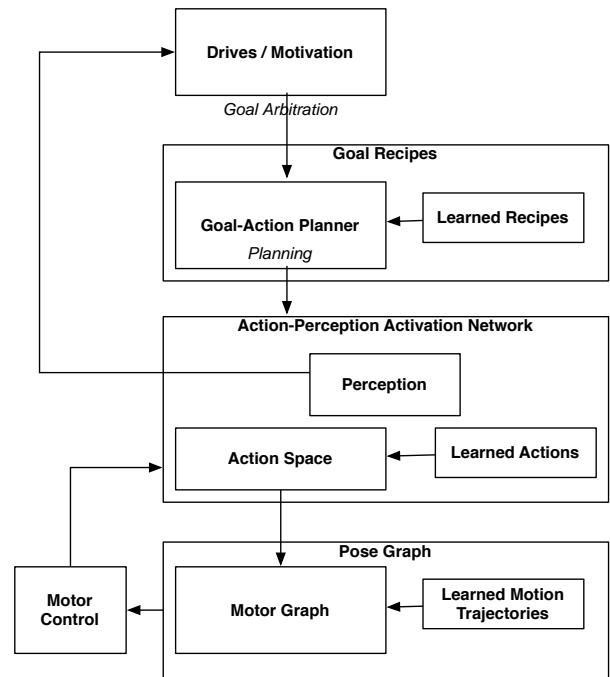 Drives / Motivation
Goal Arbitration
Goal Recipes
Goal-Action Planner
Learned Recipes
Planning
Action-Perception Activation Network
Perception
Action Space
Learned Actions
Pose Graph
Motor
Control
Motor Graph
Learned Motion
Trajectories